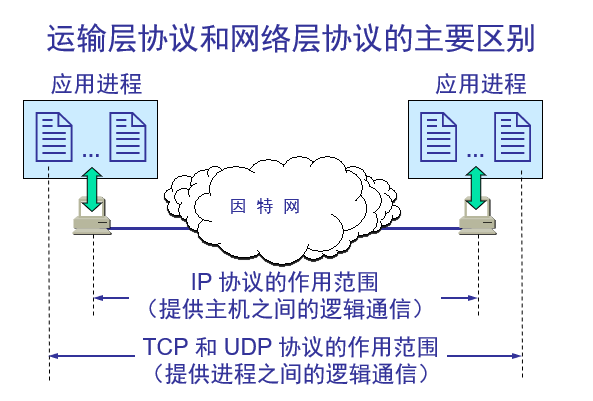 运输层协议和网络层协议的主要区别
应用进程
应用进程
...
...
因 特 网
IP 协议的作用范围
（提供主机之间的逻辑通信）
TCP 和 UDP 协议的作用范围
（提供进程之间的逻辑通信）